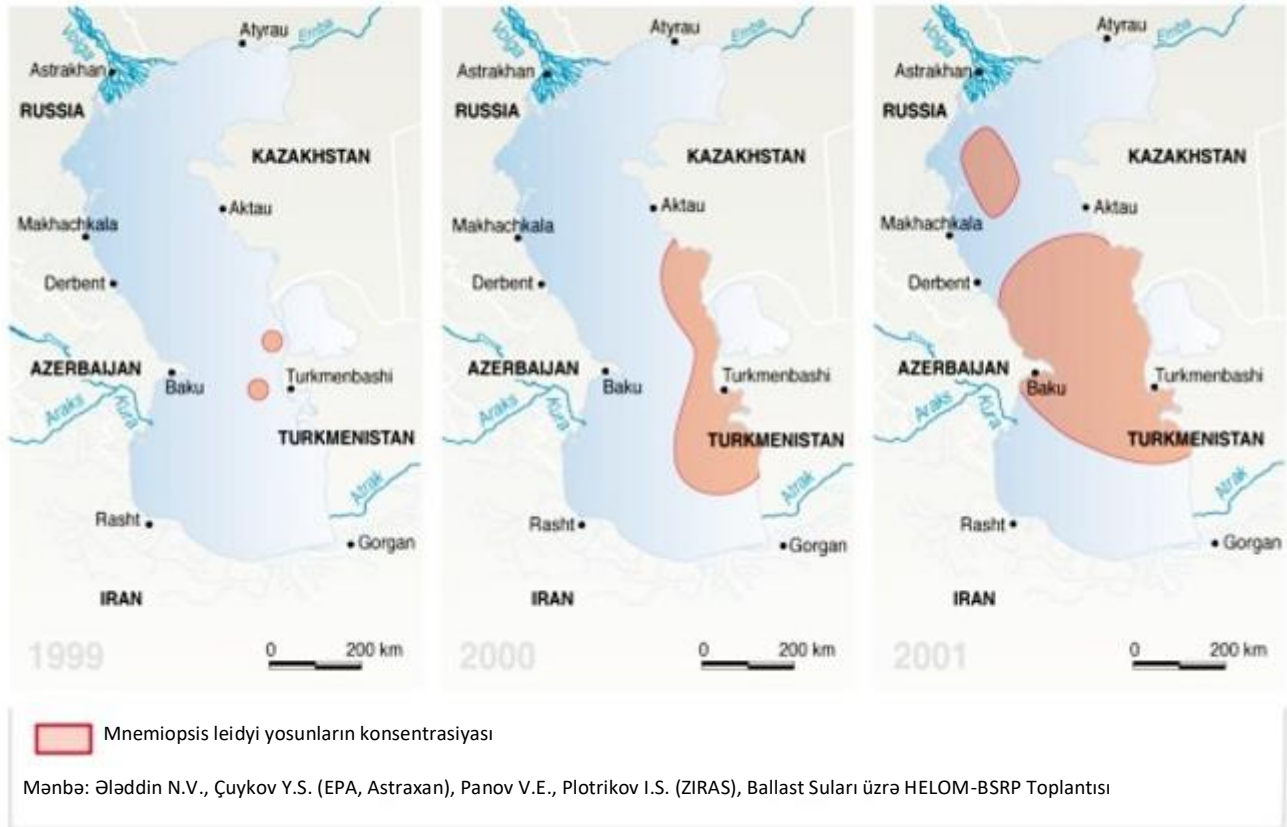 Atyrau
Volga
Emba
Astrakhan
RUSSIA
KAZAKHSTAN
Aktau
Makhachkala
Derbent
AZERBAIJAN
Baku
Turkmenbashi
Araks
Kura
TURKMENISTAN
Atrak
Rasht
Gorgan
IRAN
1999
0 200 km
Atyrau
Volga
Emba
Astrakhan
RUSSIA
KAZAKHSTAN
Aktau
Makhachkala
Derbent
AZERBAIJAN
Baku
Turkmenbashi
Araks
Kura
TURKMENISTAN
Atrak
Rasht
Gorgan
IRAN
2000
0 200 km
Atyrau
Volga
Emba
Astrakhan
RUSSIA
KAZAKHSTAN
Aktau
Makhachkala
Derbent
AZERBAIJAN
Baku
Turkmenbashi
Araks
Kura
TURKMENISTAN
Atrak
Rasht
Gorgan
IRAN
2001
0 200 km
Mnemiopsis leidyi yosunların konsentrasiyası
Mənbə: Ələddin N.V., Çuykov Y.S. (EPA, Astraxan), Panov V.E., Plotrikov I.S. (ZIRAS), Ballast Suları üzrə HELOM-BSRP Toplantısı